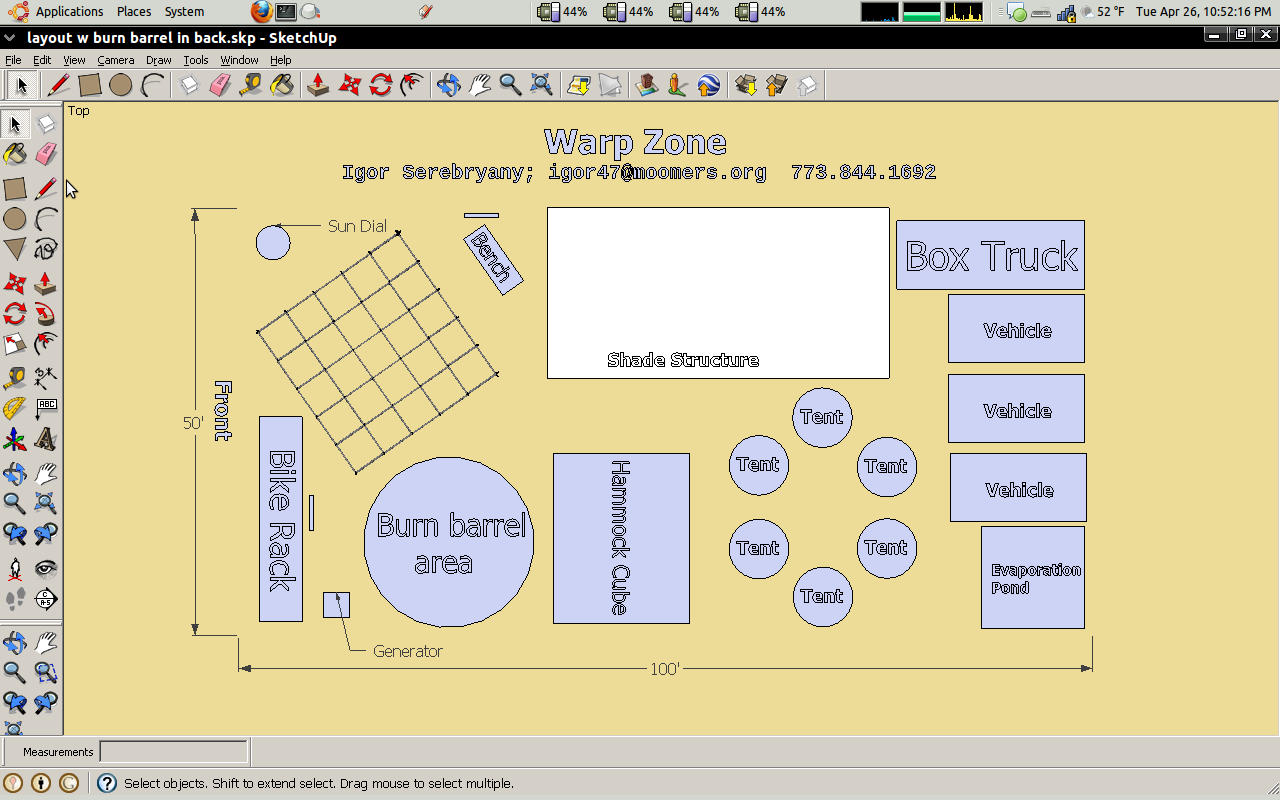 Applications Places System 44% 44% 44% 44% 52 °F Tue Apr 26, 10:52:16 PM
layout w burn barrel in back.skp - SketchUp
File Edit View Camera Draw Tools Window Help
Top
Warp Zone
Igor Serebryany; igor47@moomers.org 773.844.1692
Sun Dial
Bench
Box Truck
Vehicle
Shade Structure
Front
50'
Vehicle
Tent
Tent
Tent
Bike Rack
Burn barrel
area
Hammock Cube
Vehicle
Tent
Tent
Tent
Evaporation
Pond
Generator
100'
ABC
C
A-5
Measurements
Select objects. Shift to extend select. Drag mouse to select multiple.